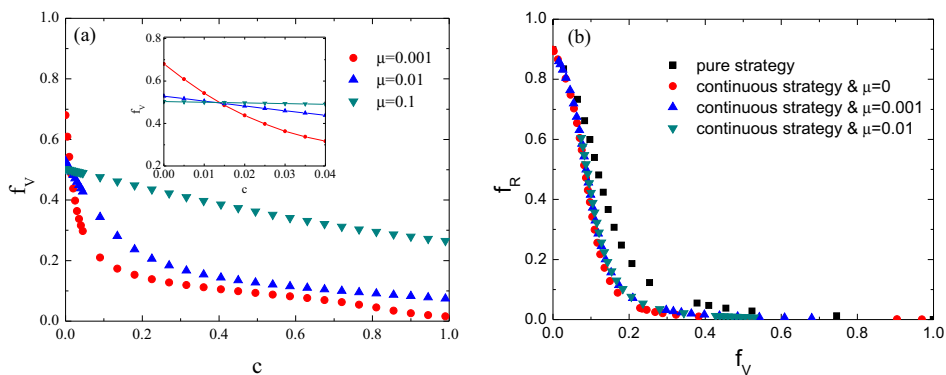 (a)
μ=0.001
μ=0.01
μ=0.1
f_V
1.0
0.8
0.6
0.4
0.2
0.0
0.0 0.2 0.4 0.6 0.8 1.0
c
f_V
0.8
0.6
0.4
0.2
0.00 0.01 0.02 0.03 0.04
c
(b)
pure strategy
continuous strategy & μ=0
continuous strategy & μ=0.001
continuous strategy & μ=0.01
f_R
1.0
0.8
0.6
0.4
0.2
0.0
0.0 0.2 0.4 0.6 0.8 1.0
f_V